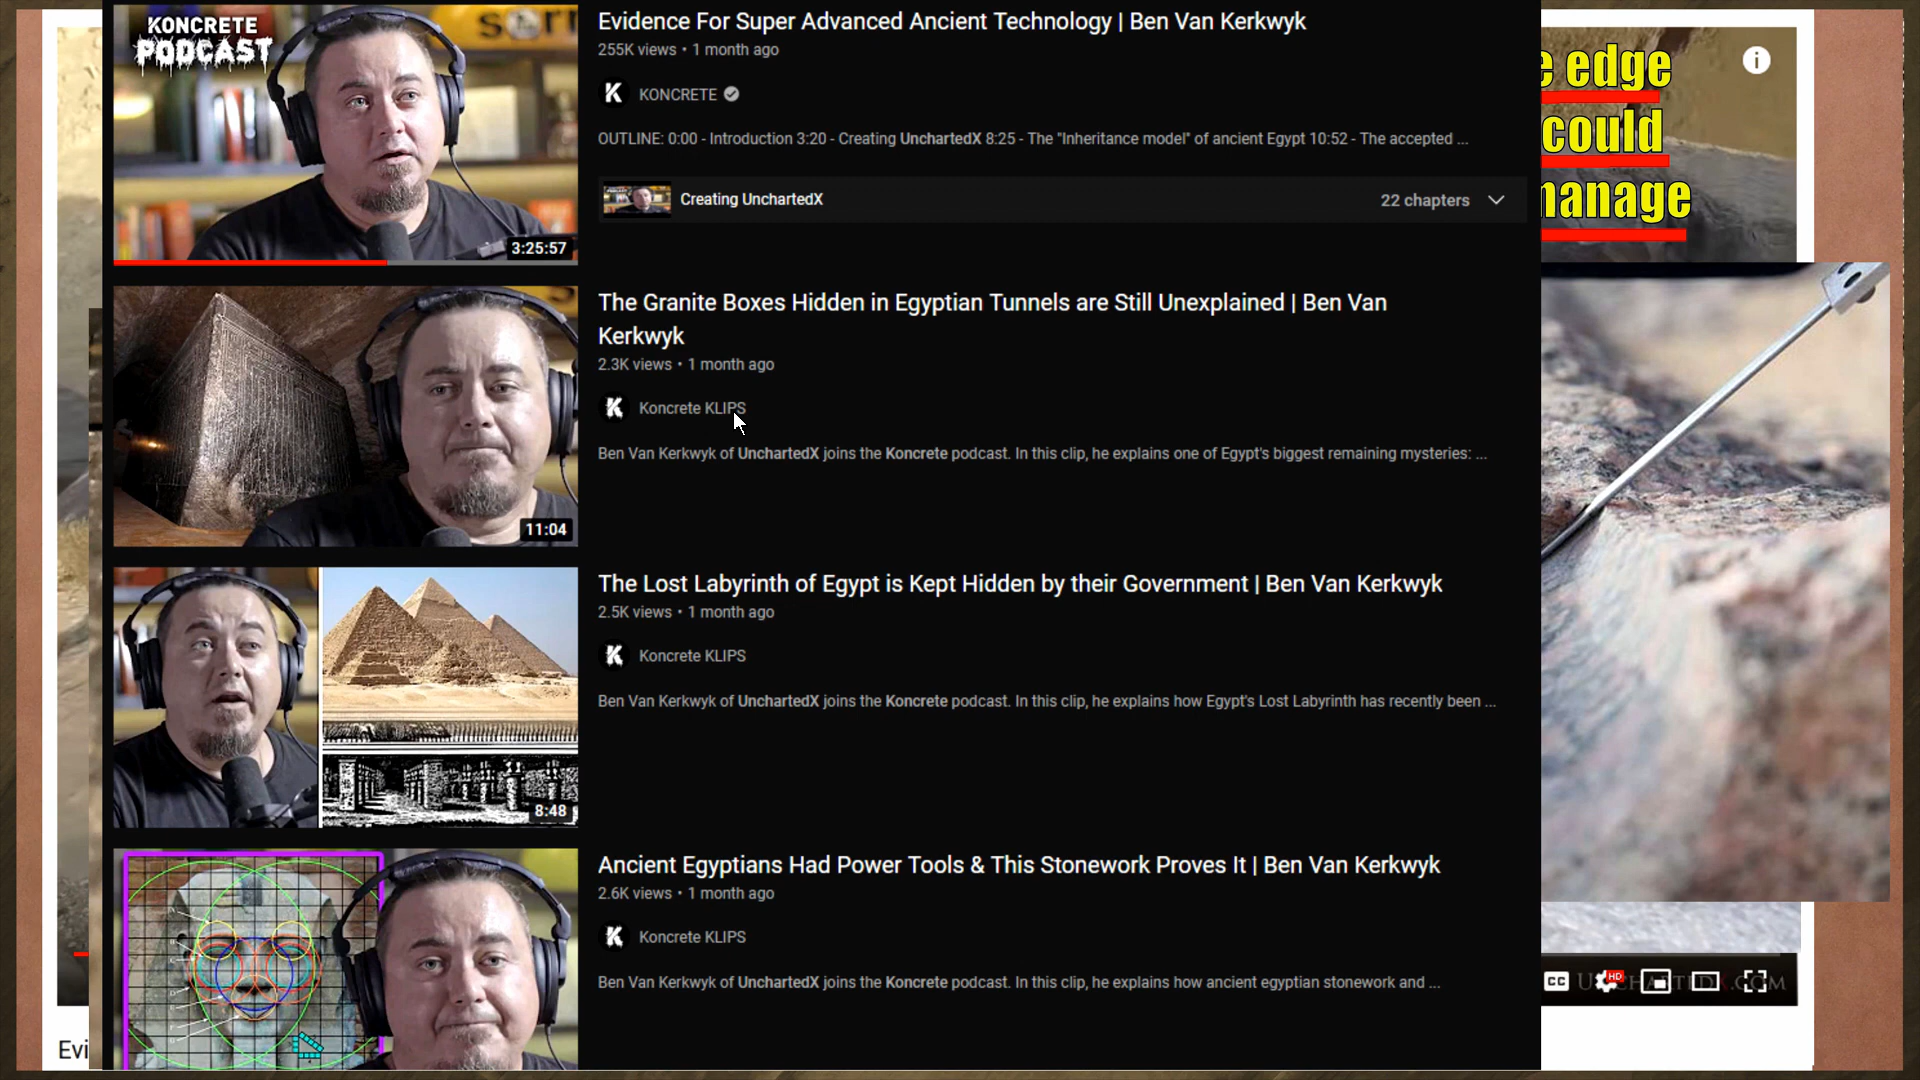 KONCRETE
PODCAST
3:25:57
Evidence For Super Advanced Ancient Technology | Ben Van Kerkwyk
255K views • 1 month ago
K
KONCRETE
OUTLINE: 0:00 - Introduction 3:20 - Creating UnchartedX 8:25 - The "Inheritance model" of ancient Egypt 10:52 - The accepted ...
Creating UnchartedX
22 chapters
11:04
The Granite Boxes Hidden in Egyptian Tunnels are Still Unexplained | Ben Van
Kerkwyk
2.3K views • 1 month ago
K
Koncrete KLIPS
Ben Van Kerkwyk of UnchartedX joins the Koncrete podcast. In this clip, he explains one of Egypt's biggest remaining mysteries: ...
8:48
The Lost Labyrinth of Egypt is Kept Hidden by their Government | Ben Van Kerkwyk
2.5K views • 1 month ago
K
Koncrete KLIPS
Ben Van Kerkwyk of UnchartedX joins the Koncrete podcast. In this clip, he explains how Egypt's Lost Labyrinth has recently been ...
Ancient Egyptians Had Power Tools & This Stonework Proves It | Ben Van Kerkwyk
2.6K views • 1 month ago
K
Koncrete KLIPS
Ben Van Kerkwyk of UnchartedX joins the Koncrete podcast. In this clip, he explains how ancient egyptian stonework and ...
e edge
could
manage
i
CC
HD
Evi